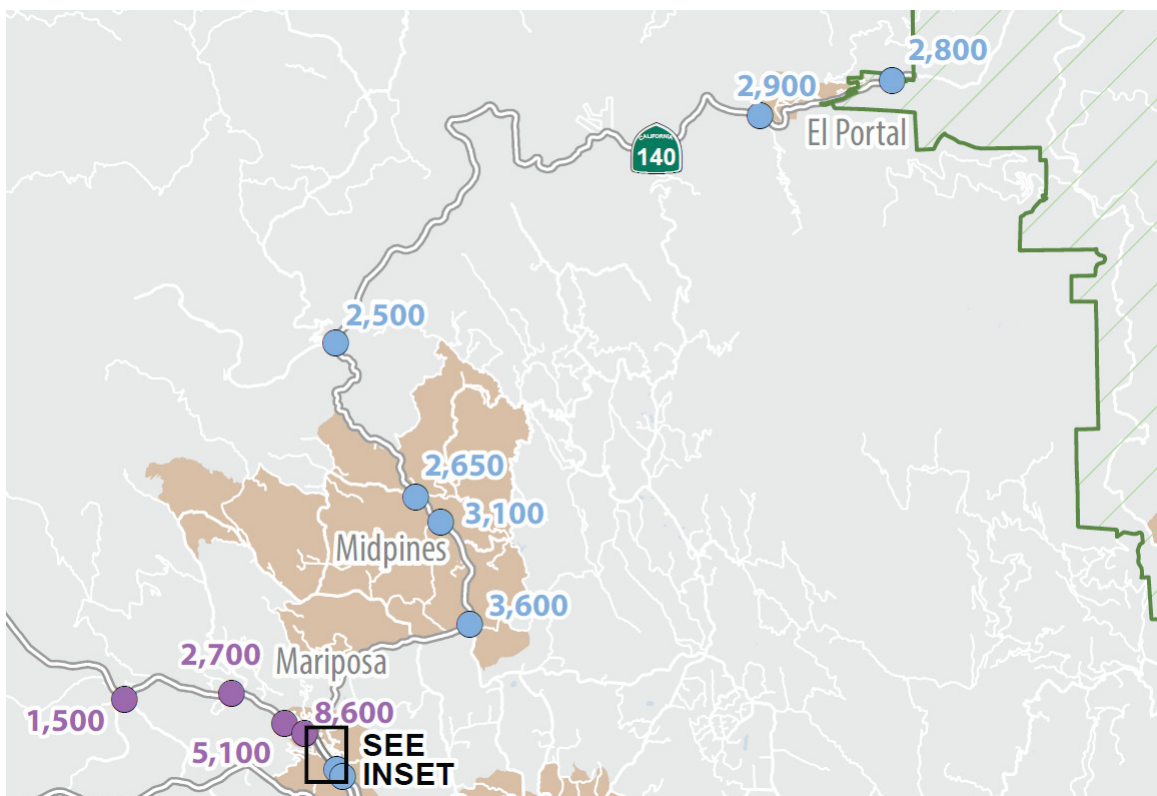 2,800
2,900
El Portal
CALIFORNIA
140
2,500
2,650
3,100
Midpines
3,600
Mariposa
2,700
1,500
8,600
5,100
SEE
INSET